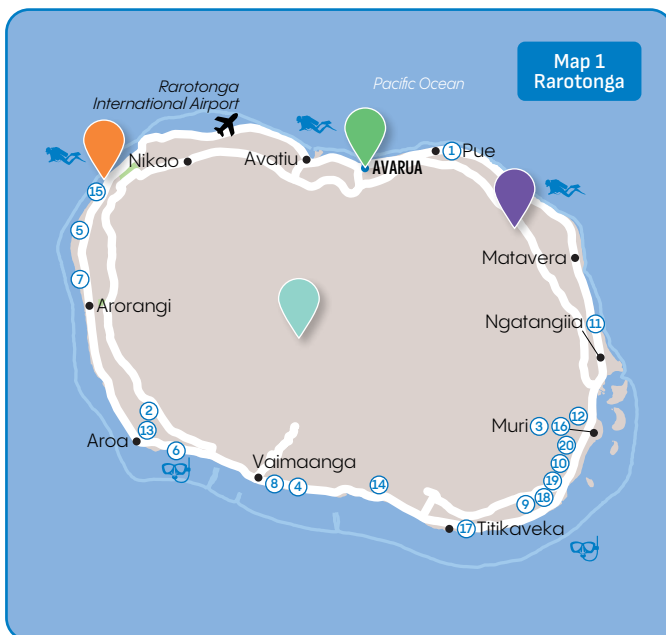 Map 1
Rarotonga
Rarotonga
International Airport
Pacific Ocean
Nikao
Avatiu
AVARUA
1
Pue
15
5
Matavera
7
Arorangi
Ngatangiia
11
2
13
Aroa
6
Muri
3
16
12
20
10
19
18
9
Vaimaanga
8
4
14
17
Titikaveka